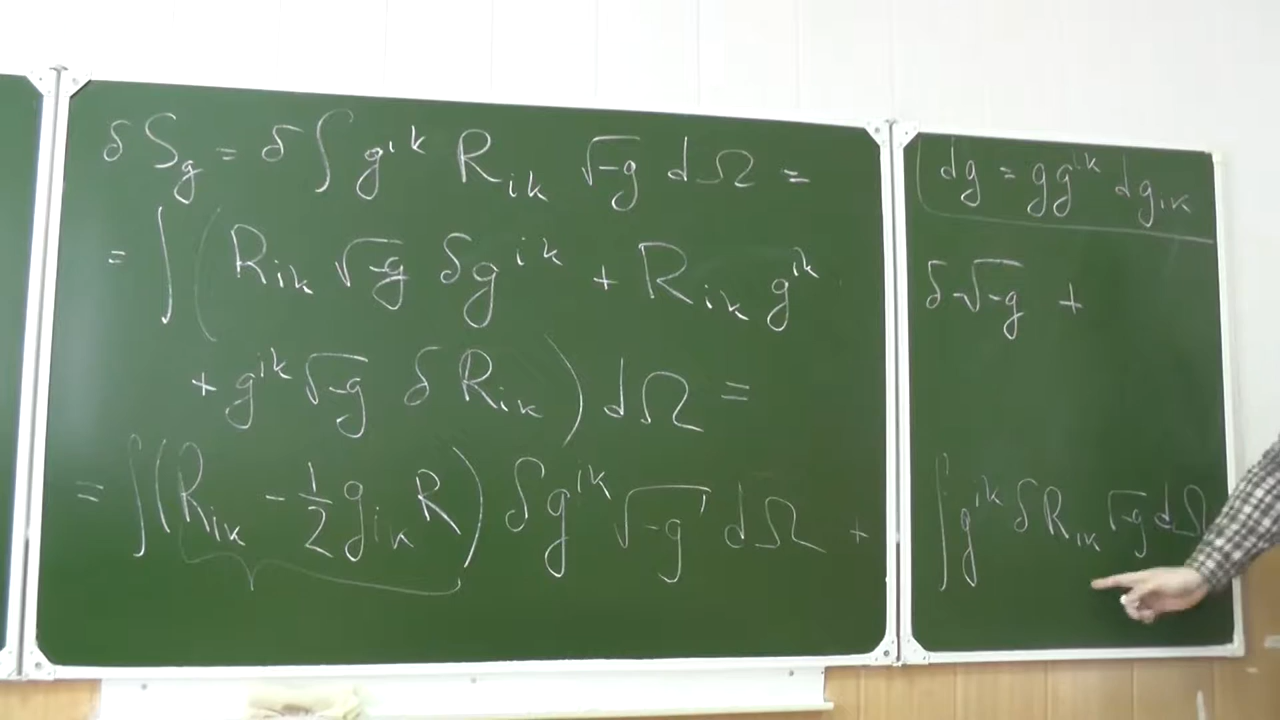 δS_g = δ∫ g^{ik} R_{ik} √-g dΩ =
= ∫( R_{ik} √-g δg^{ik} + R_{ik} g^{ik} δ√-g +
+ g^{ik} √-g δR_{ik} ) dΩ =
= ∫( R_{ik} - 1/2 g_{ik} R ) δg^{ik} √-g dΩ + ∫ g^{ik} δR_{ik} √-g dΩ
dg = g g^{ik} dg_{ik}